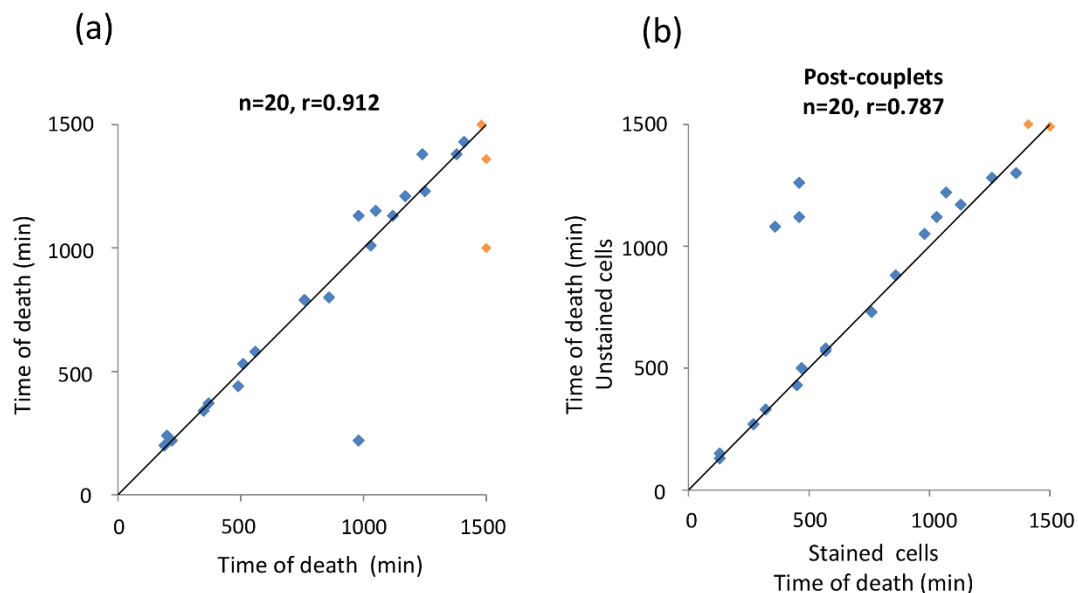 (a)
n=20, r=0.912
1500
1000
500
0
Time of death (min)
0 500 1000 1500
Time of death (min)
(b)
Post-couplets
n=20, r=0.787
1500
1000
500
0
Time of death (min)
Unstained cells
0 500 1000 1500
Stained cells
Time of death (min)